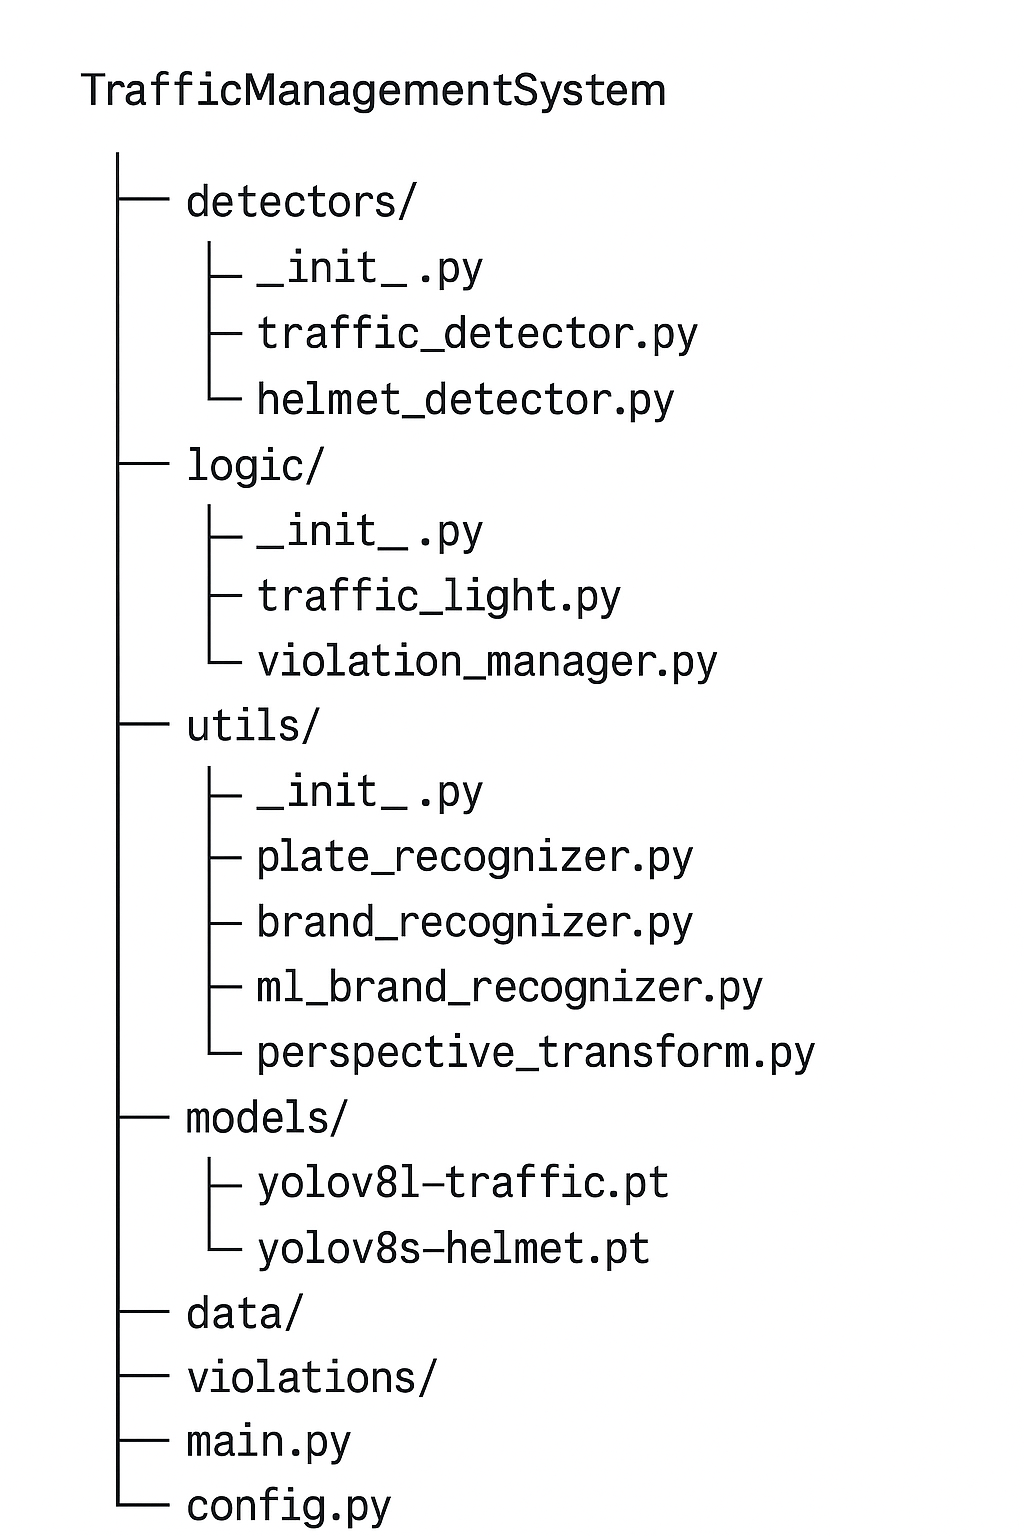 TrafficManagementSystem
detectors/
_init_ .py
traffic_detector.py
helmet_detector.py
logic/
_init_ .py
traffic_light.py
violation_manager.py
utils/
_init_ .py
plate_recognizer.py
brand_recognizer.py
ml_brand_recognizer.py
perspective_transform.py
models/
yolov8l–traffic.pt
yolov8s–helmet.pt
data/
violations/
main.py
config.py